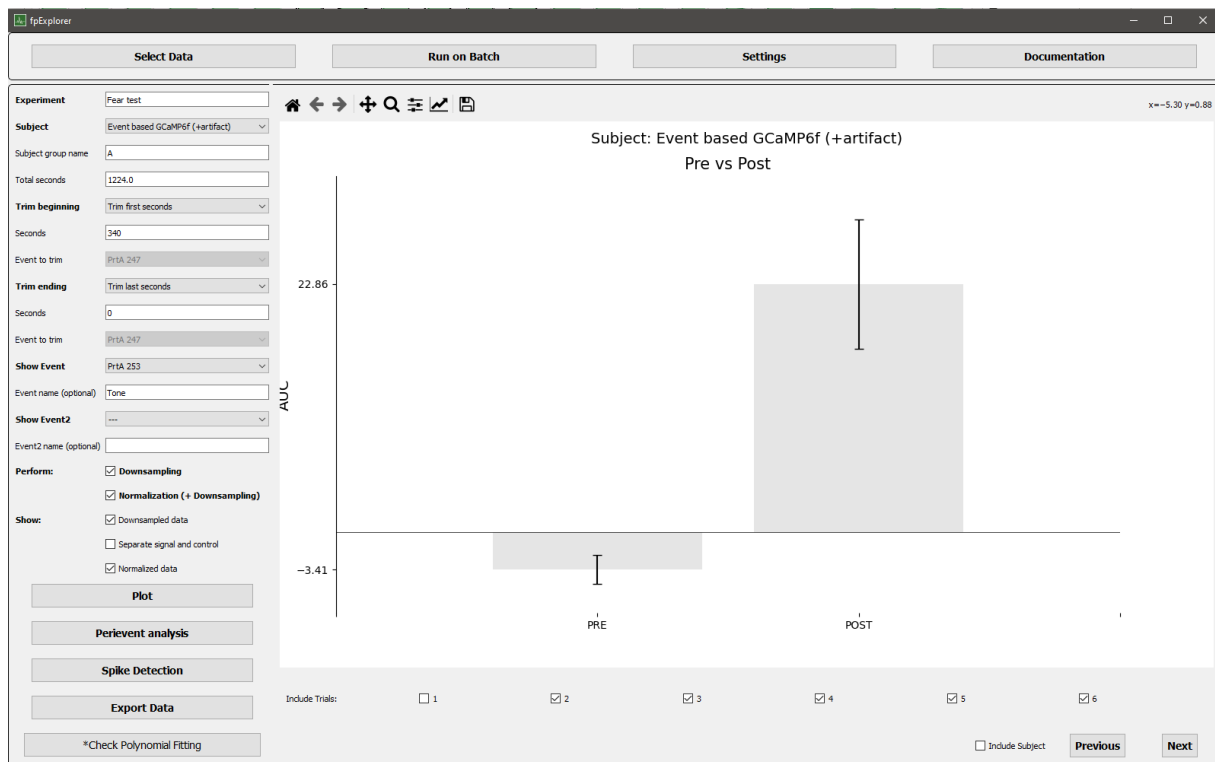 fpExplorer
Select Data
Run on Batch
Settings
Documentation
Experiment
Fear test
Subject
Event based GCaMP6f (+artifact)
Subject group name
A
Total seconds
1224.0
Trim beginning
Trim first seconds
Seconds
340
Event to trim
PrtA 247
Trim ending
Trim last seconds
Seconds
0
Event to trim
PrtA 247
Show Event
PrtA 253
Event name (optional)
Tone
Show Event2
---
Event2 name (optional)
Perform:
Downsampling
Normalization (+ Downsampling)
Show:
Downsampled data
Separate signal and control
Normalized data
Plot
Perievent analysis
Spike Detection
Export Data
*Check Polynomial Fitting
x=−5.30 y=0.88
Subject: Event based GCaMP6f (+artifact)
Pre vs Post
22.86
AUC
−3.41
PRE
POST
Include Trials:
1
2
3
4
5
6
Include Subject
Previous
Next